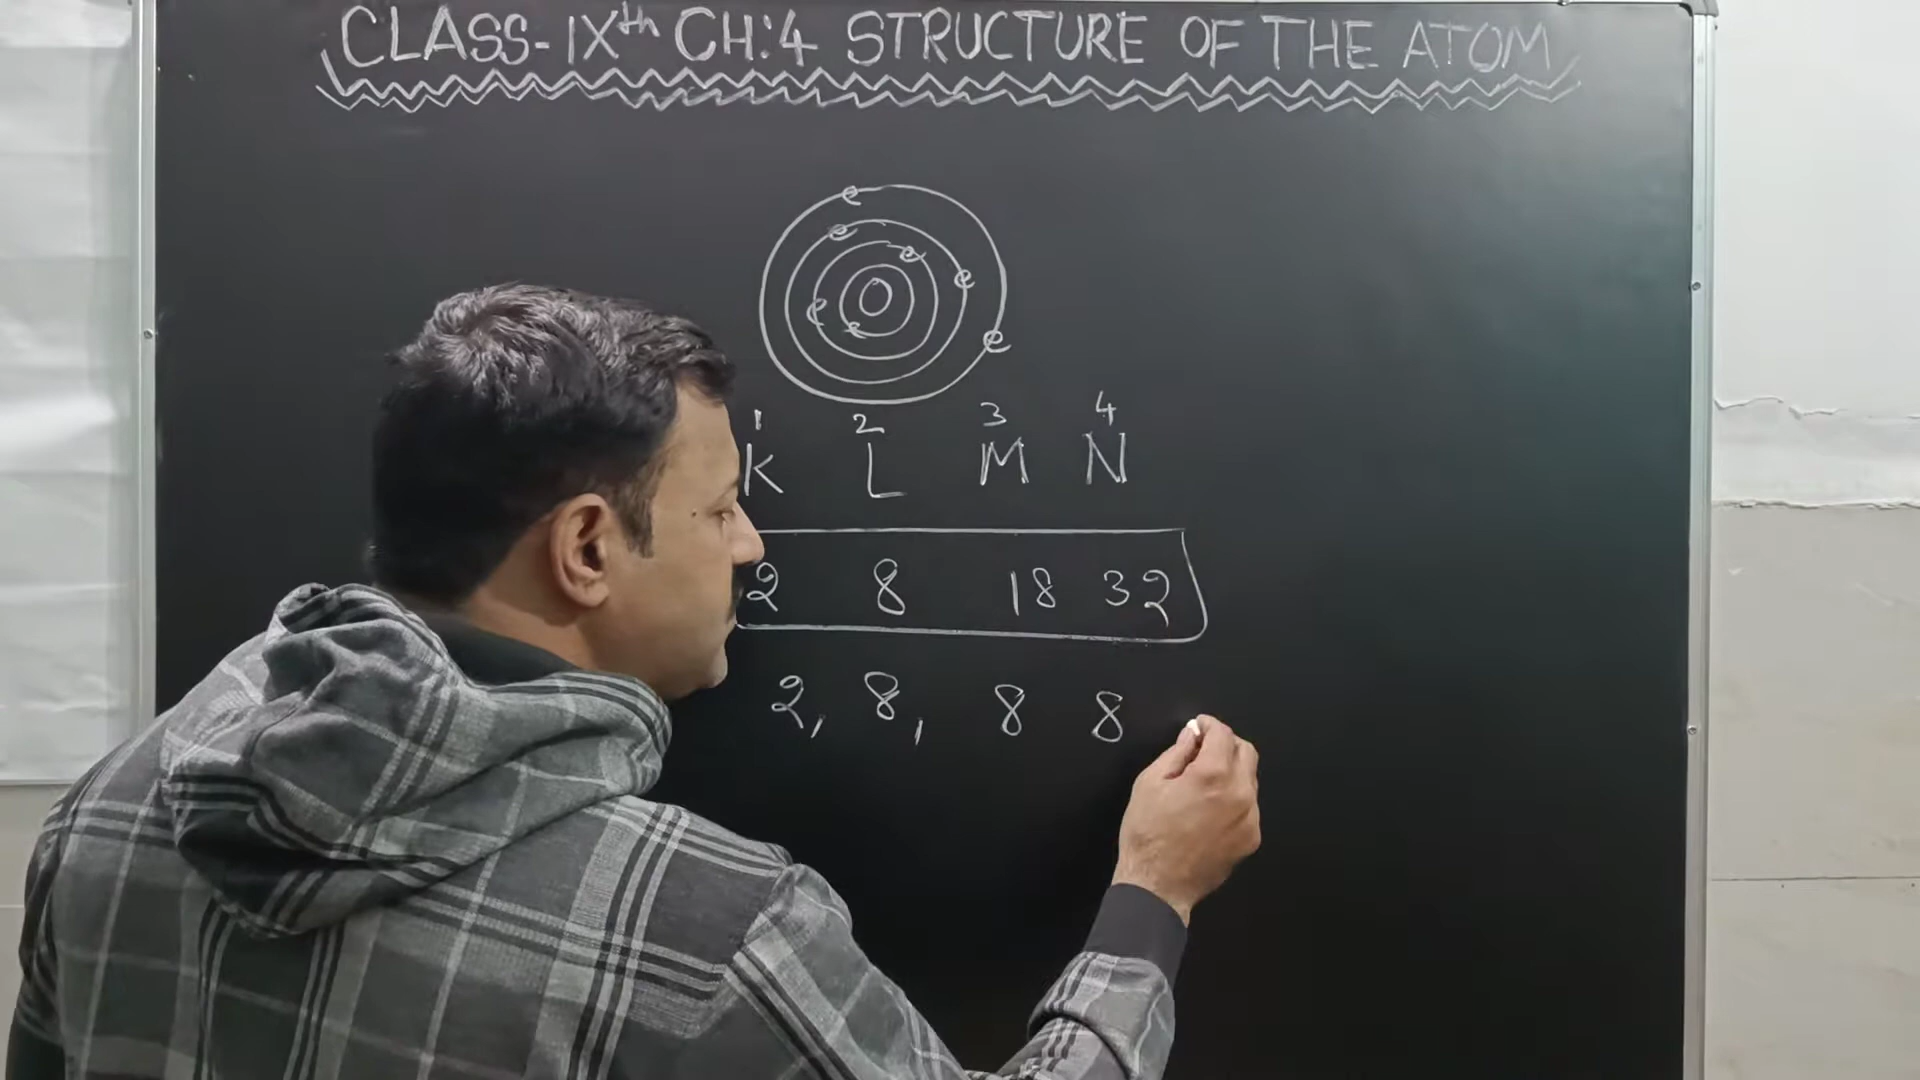 CLASS-IXth CH:4 STRUCTURE OF THE ATOM
e
e
e
e
e
e
e
1 2 3 4
K L M N
2 8 18 32
2, 8, 8 8